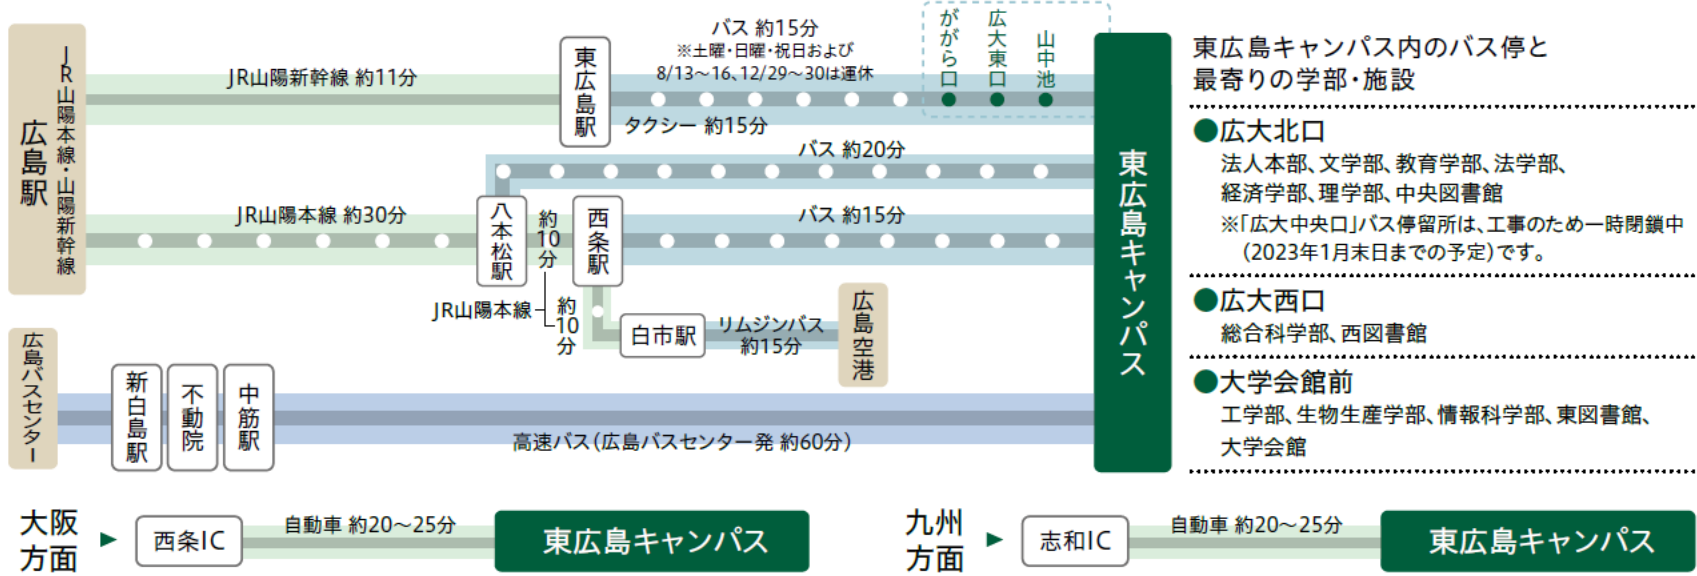 広島駅
JR山陽本線・山陽新幹線
JR山陽新幹線 約11分
東広島駅
バス 約15分
※土曜・日曜・祝日および
8/13～16、12/29～30は運休
タクシー 約15分
ががら口
広大東口
山中池
バス 約20分
JR山陽本線 約30分
八本松駅
約10分
西条駅
バス 約15分
JR山陽本線
約10分
白市駅
リムジンバス
約15分
広島空港
東広島キャンパス
広島バスセンター
新白島駅
不動院
中筋駅
高速バス(広島バスセンター発 約60分)
東広島キャンパス内のバス停と
最寄りの学部・施設
●広大北口
法人本部、文学部、教育学部、法学部、
経済学部、理学部、中央図書館
※「広大中央口」バス停留所は、工事のため一時閉鎖中
(2023年1月末日までの予定)です。
●広大西口
総合科学部、西図書館
●大学会館前
工学部、生物生産学部、情報科学部、東図書館、
大学会館
大阪
方面
西条IC
自動車 約20～25分
東広島キャンパス
九州
方面
志和IC
自動車 約20～25分
東広島キャンパス